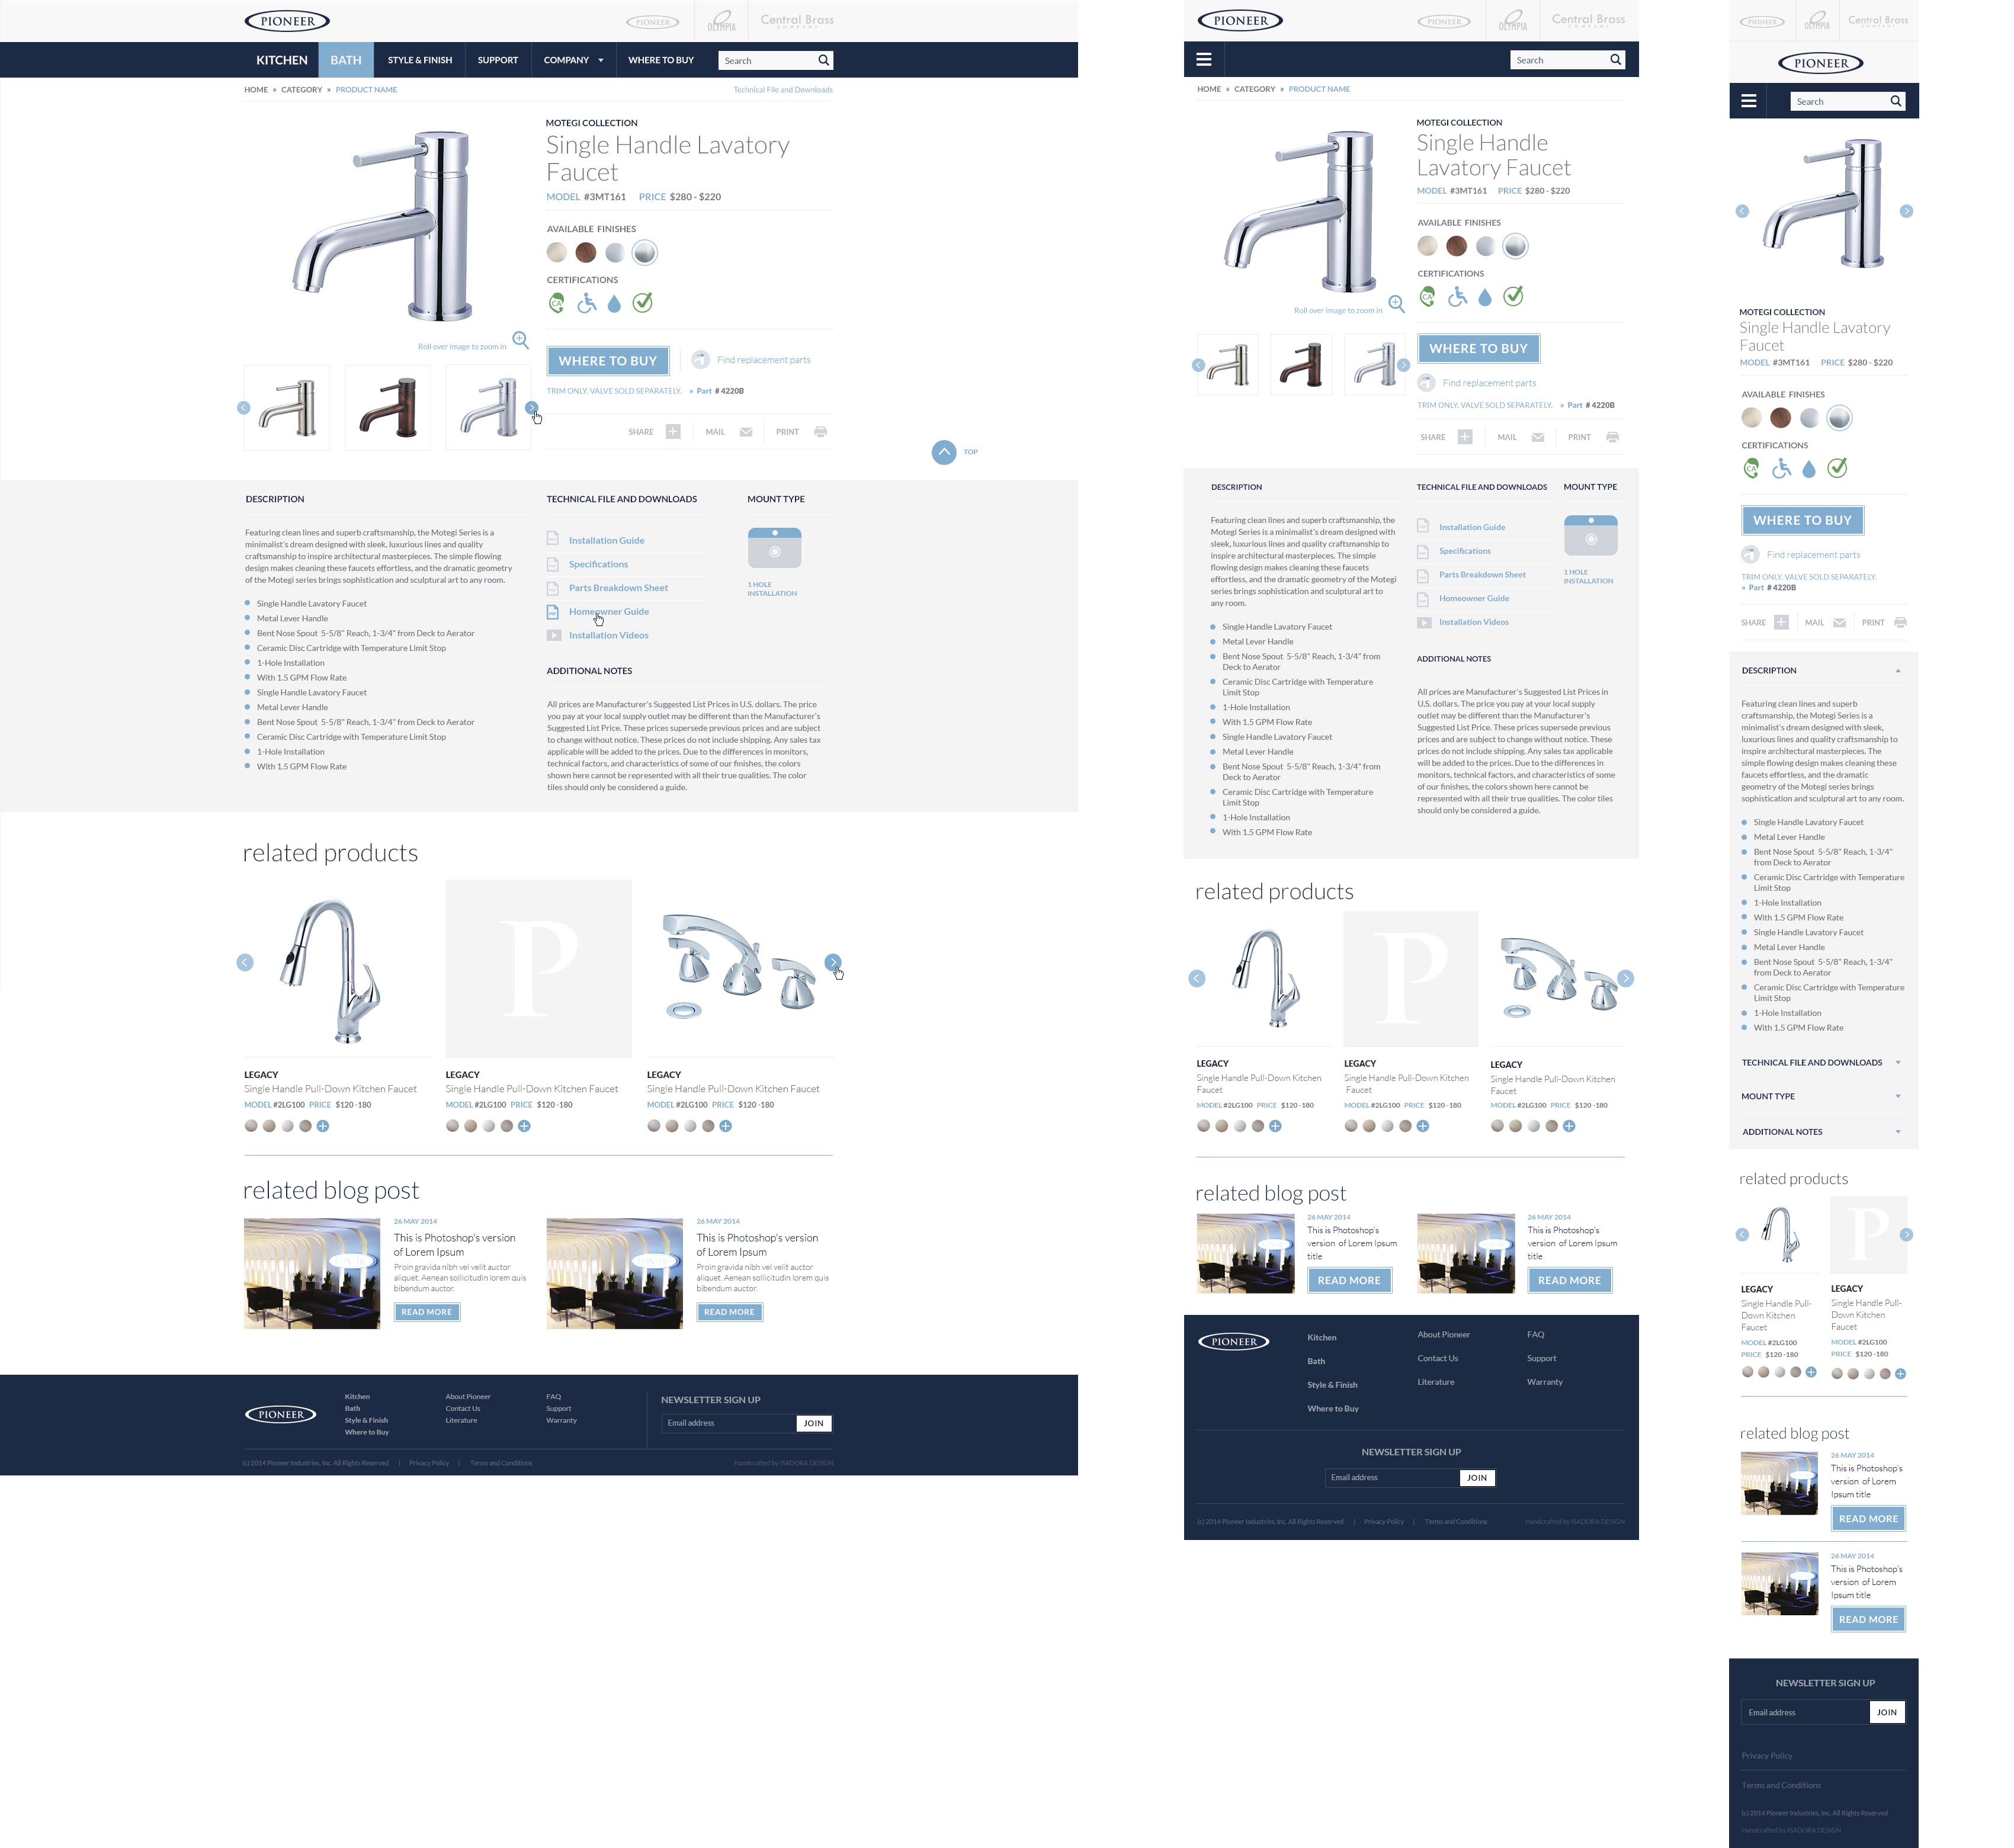 PIONEER
PIONEER
OLYMPIA
Central Brass
COMPANY
KITCHEN
BATH
STYLE & FINISH
SUPPORT
COMPANY
WHERE TO BUY
Search
HOME » CATEGORY » PRODUCT NAME
Technical File and Downloads
MOTEGI COLLECTION
Single Handle Lavatory
Faucet
MODEL #3MT161 PRICE $280 - $220
AVAILABLE FINISHES
CERTIFICATIONS
CA
Roll over image to zoom in
WHERE TO BUY
Find replacement parts
TRIM ONLY. VALVE SOLD SEPARATELY. » Part # 4220B
SHARE
MAIL
PRINT
TOP
DESCRIPTION
Featuring clean lines and superb craftsmanship, the Motegi Series is a
minimalist's dream designed with sleek, luxurious lines and quality
craftsmanship to inspire architectural masterpieces. The simple flowing
design makes cleaning these faucets effortless, and the dramatic geometry
of the Motegi series brings sophistication and sculptural art to any room.
Single Handle Lavatory Faucet
Metal Lever Handle
Bent Nose Spout 5-5/8" Reach, 1-3/4" from Deck to Aerator
Ceramic Disc Cartridge with Temperature Limit Stop
1-Hole Installation
With 1.5 GPM Flow Rate
Single Handle Lavatory Faucet
Metal Lever Handle
Bent Nose Spout 5-5/8" Reach, 1-3/4" from Deck to Aerator
Ceramic Disc Cartridge with Temperature Limit Stop
1-Hole Installation
With 1.5 GPM Flow Rate
TECHNICAL FILE AND DOWNLOADS
Installation Guide
Specifications
Parts Breakdown Sheet
Homeowner Guide
Installation Videos
MOUNT TYPE
1 HOLE
INSTALLATION
ADDITIONAL NOTES
All prices are Manufacturer's Suggested List Prices in U.S. dollars. The price
you pay at your local supply outlet may be different than the Manufacturer's
Suggested List Price. These prices supersede previous prices and are subject
to change without notice. These prices do not include shipping. Any sales tax
applicable will be added to the prices. Due to the differences in monitors,
technical factors, and characteristics of some of our finishes, the colors
shown here cannot be represented with all their true qualities. The color
tiles should only be considered a guide.
related products
P
LEGACY
Single Handle Pull-Down Kitchen Faucet
MODEL #2LG100 PRICE $120 -180
LEGACY
Single Handle Pull-Down Kitchen Faucet
MODEL #2LG100 PRICE $120 -180
LEGACY
Single Handle Pull-Down Kitchen Faucet
MODEL #2LG100 PRICE $120 -180
related blog post
26 MAY 2014
This is Photoshop's version
of Lorem Ipsum
Proin gravida nibh vel velit auctor
aliquet. Aenean sollicitudin lorem quis
bibendum auctor.
READ MORE
26 MAY 2014
This is Photoshop's version
of Lorem Ipsum
Proin gravida nibh vel velit auctor
aliquet. Aenean sollicitudin lorem quis
bibendum auctor.
READ MORE
PIONEER
Kitchen
Bath
Style & Finish
Where to Buy
About Pioneer
Contact Us
Literature
FAQ
Support
Warranty
NEWSLETTER SIGN UP
Email address
JOIN
(c) 2014 Pioneer Industries, Inc. All Rights Reserved | Privacy Policy | Terms and Conditions
Handcrafted by ISADORA DESIGN
PIONEER
PIONEER
OLYMPIA
Central Brass
COMPANY
Search
HOME » CATEGORY » PRODUCT NAME
MOTEGI COLLECTION
Single Handle
Lavatory Faucet
MODEL #3MT161 PRICE $280 - $220
AVAILABLE FINISHES
CERTIFICATIONS
CA
Roll over image to zoom in
WHERE TO BUY
Find replacement parts
TRIM ONLY. VALVE SOLD SEPARATELY. » Part # 4220B
SHARE
MAIL
PRINT
DESCRIPTION
Featuring clean lines and superb craftsmanship, the
Motegi Series is a minimalist's dream designed with
sleek, luxurious lines and quality craftsmanship to
inspire architectural masterpieces. The simple
flowing design makes cleaning these faucets
effortless, and the dramatic geometry of the Motegi
series brings sophistication and sculptural art to
any room.
Single Handle Lavatory Faucet
Metal Lever Handle
Bent Nose Spout 5-5/8" Reach, 1-3/4" from
Deck to Aerator
Ceramic Disc Cartridge with Temperature
Limit Stop
1-Hole Installation
With 1.5 GPM Flow Rate
Single Handle Lavatory Faucet
Metal Lever Handle
Bent Nose Spout 5-5/8" Reach, 1-3/4" from
Deck to Aerator
Ceramic Disc Cartridge with Temperature
Limit Stop
1-Hole Installation
With 1.5 GPM Flow Rate
TECHNICAL FILE AND DOWNLOADS
Installation Guide
Specifications
Parts Breakdown Sheet
Homeowner Guide
Installation Videos
MOUNT TYPE
1 HOLE
INSTALLATION
ADDITIONAL NOTES
All prices are Manufacturer's Suggested List Prices in
U.S. dollars. The price you pay at your local supply
outlet may be different than the Manufacturer's
Suggested List Price. These prices supersede previous
prices and are subject to change without notice. These
prices do not include shipping. Any sales tax applicable
will be added to the prices. Due to the differences in
monitors, technical factors, and characteristics of some
of our finishes, the colors shown here cannot be
represented with all their true qualities. The color tiles
should only be considered a guide.
related products
P
LEGACY
Single Handle Pull-Down Kitchen
Faucet
MODEL #2LG100 PRICE $120 -180
LEGACY
Single Handle Pull-Down Kitchen
Faucet
MODEL #2LG100 PRICE $120 -180
LEGACY
Single Handle Pull-Down Kitchen
Faucet
MODEL #2LG100 PRICE $120 -180
related blog post
26 MAY 2014
This is Photoshop's
version of Lorem Ipsum
title
READ MORE
26 MAY 2014
This is Photoshop's
version of Lorem Ipsum
title
READ MORE
PIONEER
Kitchen
Bath
Style & Finish
Where to Buy
About Pioneer
Contact Us
Literature
FAQ
Support
Warranty
NEWSLETTER SIGN UP
Email address
JOIN
(c) 2014 Pioneer Industries, Inc. All Rights Reserved | Privacy Policy | Terms and Conditions
Handcrafted by ISADORA DESIGN
PIONEER
OLYMPIA
Central Brass
COMPANY
PIONEER
Search
MOTEGI COLLECTION
Single Handle Lavatory
Faucet
MODEL #3MT161 PRICE $280 - $220
AVAILABLE FINISHES
CERTIFICATIONS
CA
WHERE TO BUY
Find replacement parts
TRIM ONLY. VALVE SOLD SEPARATELY.
» Part # 4220B
SHARE
MAIL
PRINT
DESCRIPTION
Featuring clean lines and superb
craftsmanship, the Motegi Series is a
minimalist's dream designed with sleek,
luxurious lines and quality craftsmanship to
inspire architectural masterpieces. The
simple flowing design makes cleaning these
faucets effortless, and the dramatic
geometry of the Motegi series brings
sophistication and sculptural art to any room.
Single Handle Lavatory Faucet
Metal Lever Handle
Bent Nose Spout 5-5/8" Reach, 1-3/4"
from Deck to Aerator
Ceramic Disc Cartridge with Temperature
Limit Stop
1-Hole Installation
With 1.5 GPM Flow Rate
Single Handle Lavatory Faucet
Metal Lever Handle
Bent Nose Spout 5-5/8" Reach, 1-3/4"
from Deck to Aerator
Ceramic Disc Cartridge with Temperature
Limit Stop
1-Hole Installation
With 1.5 GPM Flow Rate
TECHNICAL FILE AND DOWNLOADS
MOUNT TYPE
ADDITIONAL NOTES
related products
P
LEGACY
Single Handle Pull-
Down Kitchen
Faucet
MODEL #2LG100
PRICE $120 -180
LEGACY
Single Handle Pull-
Down Kitchen
Faucet
MODEL #2LG100
PRICE $120 -180
related blog post
26 MAY 2014
This is Photoshop's
version of Lorem
Ipsum title
READ MORE
26 MAY 2014
This is Photoshop's
version of Lorem
Ipsum title
READ MORE
NEWSLETTER SIGN UP
Email address
JOIN
Privacy Policy
Terms and Conditions
(c) 2014 Pioneer Industries, Inc. All Rights Reserved
Handcrafted by ISADORA DESIGN